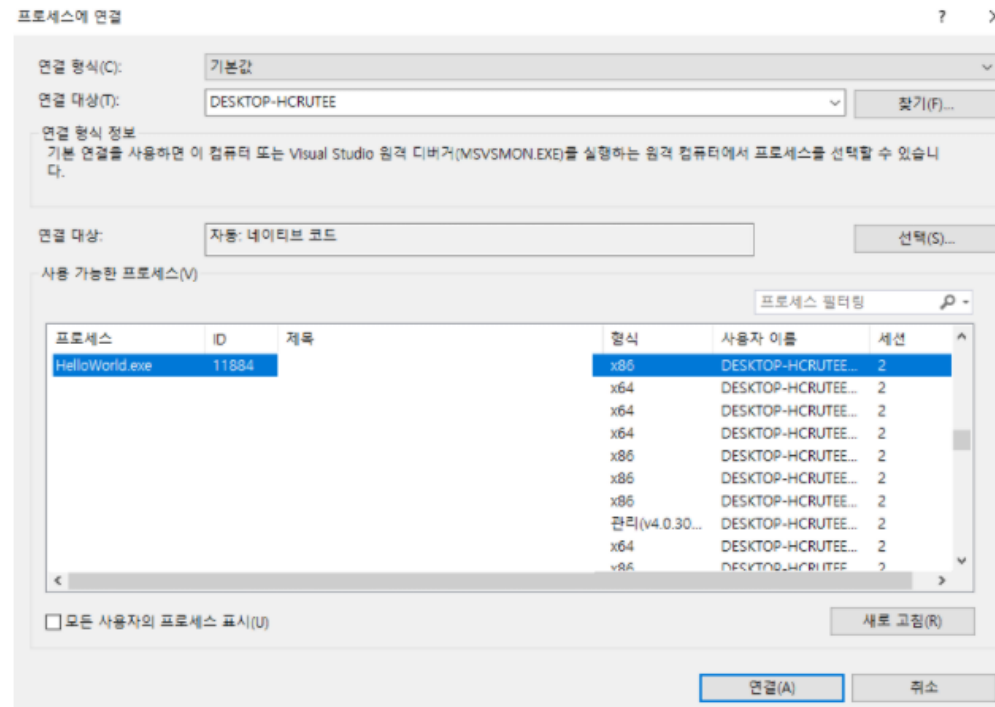 프로세스에 연결
연결 형식(C): 기본값
연결 대상(T): DESKTOP-HCRUTEE 찾기(F)...
연결 형식 정보
기본 연결을 사용하면 이 컴퓨터 또는 Visual Studio 원격 디버거(MSVSMON.EXE)를 실행하는 원격 컴퓨터에서 프로세스를 선택할 수 있습니
다.
연결 대상: 자동: 네이티브 코드 선택(S)...
사용 가능한 프로세스(V)
프로세스 필터링
프로세스 ID 제목 형식 사용자 이름 세션
HelloWorld.exe 11884 x86 DESKTOP-HCRUTEE... 2
x64 DESKTOP-HCRUTEE... 2
x64 DESKTOP-HCRUTEE... 2
x64 DESKTOP-HCRUTEE... 2
x86 DESKTOP-HCRUTEE... 2
x86 DESKTOP-HCRUTEE... 2
x86 DESKTOP-HCRUTEE... 2
관리(v4.0.30... DESKTOP-HCRUTEE... 2
x64 DESKTOP-HCRUTEE... 2
x86 DESKTOP-HCRUTEE 2
모든 사용자의 프로세스 표시(U) 새로 고침(R)
연결(A) 취소